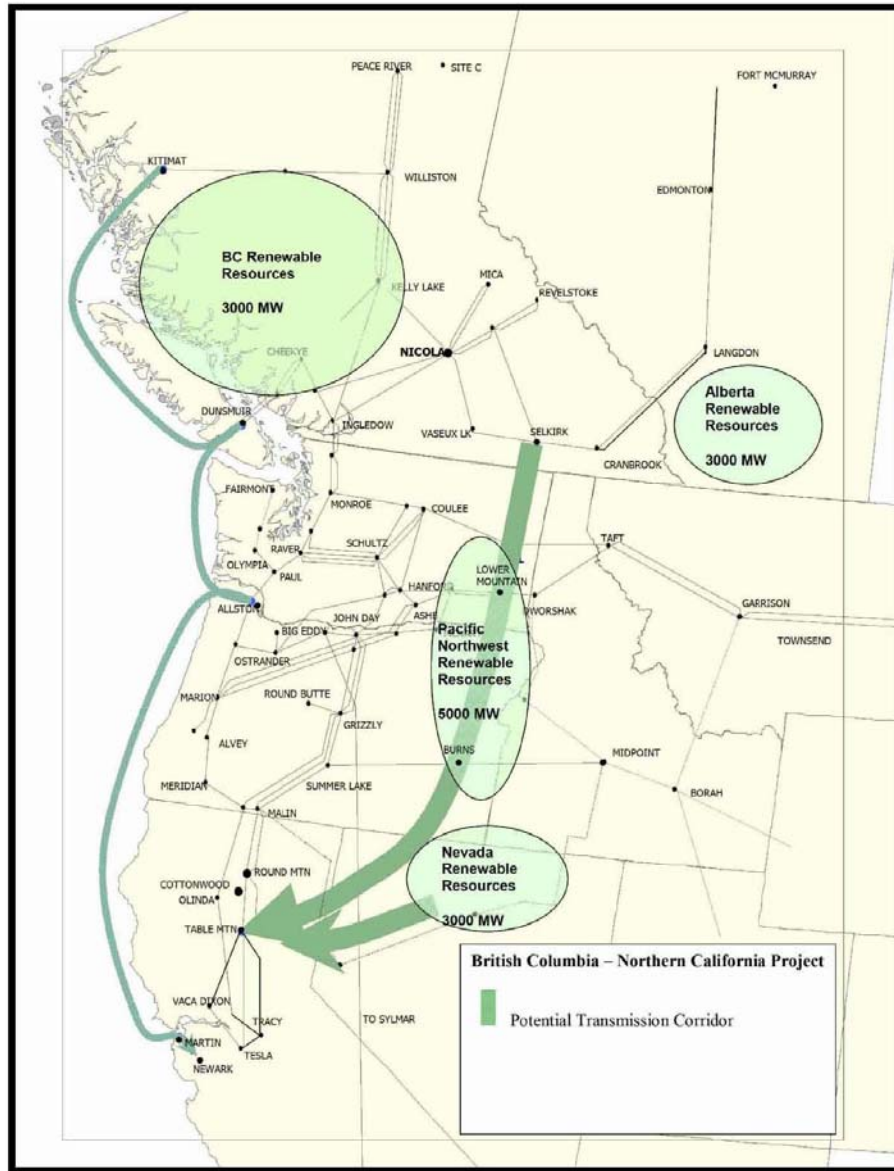 PEACE RIVER
SITE C
FORT MCMURRAY
KITIMAT
WILLISTON
EDMONTON
BC Renewable
Resources
3000 MW
MICA
KELLY LAKE
REVELSTOKE
NICOLA
CHEEKYE
LANGDON
Alberta
Renewable
Resources
3000 MW
DUNSMUIR
INGLEDOW
VASEUX LK
SELKIRK
CRANBROOK
FAIRMONT
MONROE
COULEE
SCHULTZ
RAVER
TAFT
OLYMPIA
PAUL
LOWER
MOUNTAIN
HANFORD
DWORSHAK
ALLSTON
ASHE
GARRISON
BIG EDDY
JOHN DAY
TOWNSEND
OSTRANDER
Pacific
Northwest
Renewable
Resources
5000 MW
MARION
ROUND BUTTE
GRIZZLY
ALVEY
BURNS
MIDPOINT
MERIDIAN
SUMMER LAKE
BORAH
MALIN
Nevada
Renewable
Resources
3000 MW
ROUND MTN
COTTONWOOD
OLINDA
TABLE MTN
British Columbia – Northern California Project
Potential Transmission Corridor
VACA DIXON
TO SYLMAR
TRACY
MARTIN
TESLA
NEWARK